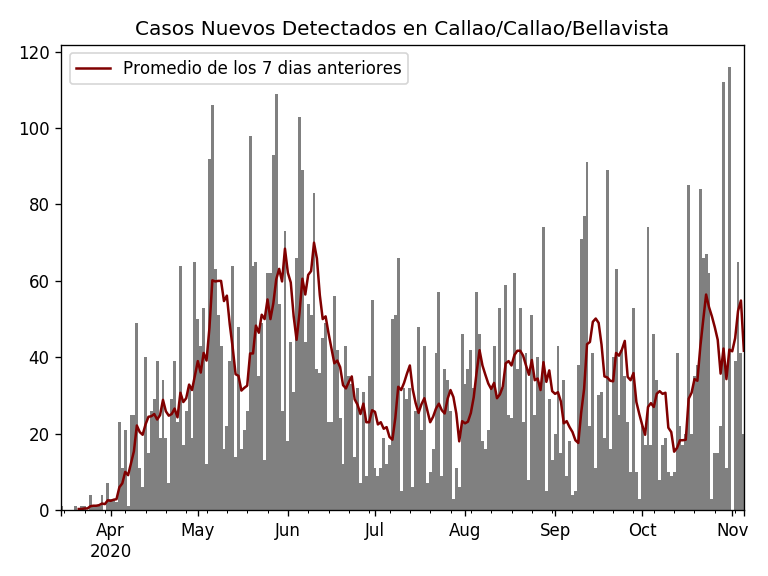 Casos Nuevos Detectados en Callao/Callao/Bellavista
Promedio de los 7 dias anteriores
120
100
80
60
40
20
0
Apr May Jun Jul Aug Sep Oct Nov
2020